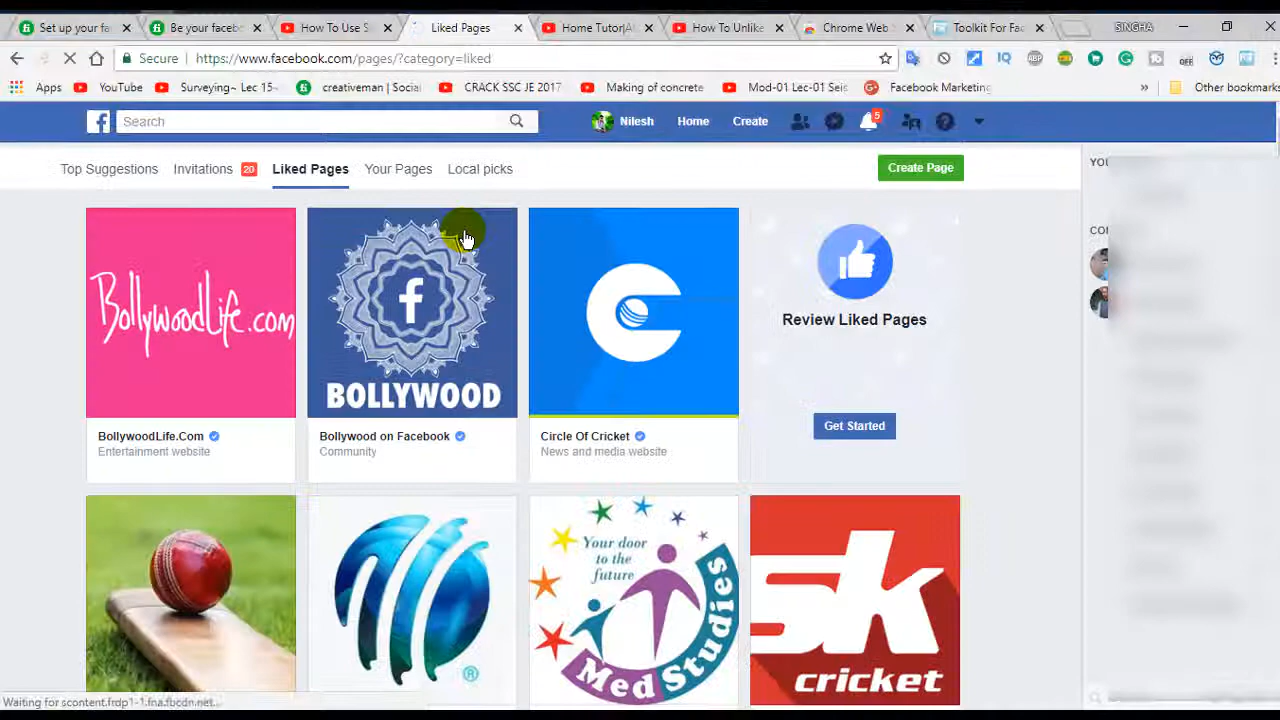 Set up your fa
Be your facel
How To Use S
Liked Pages
Home Tutor|A
How To Unlike
Chrome Web
Toolkit For Fac
SINGHA
Secure
https://www.facebook.com/pages/?category=liked
Apps
YouTube
Surveying~ Lec 15-
creativeman | Social
CRACK SSC JE 2017
Making of concrete
Mod-01 Lec-01 Seis
Facebook Marketing
»
Other bookmarks
Search
Nilesh
Home
Create
5
Top Suggestions
Invitations 20
Liked Pages
Your Pages
Local picks
Create Page
YOU
BollywoodLife.com
BOLLYWOOD
Review Liked Pages
Get Started
BollywoodLife.Com
Entertainment website
Bollywood on Facebook
Community
Circle Of Cricket
News and media website
Your door
to the
future
MedStudies
SK
cricket
Waiting for scontent.frdp1-1.fna.fbcdn.net...